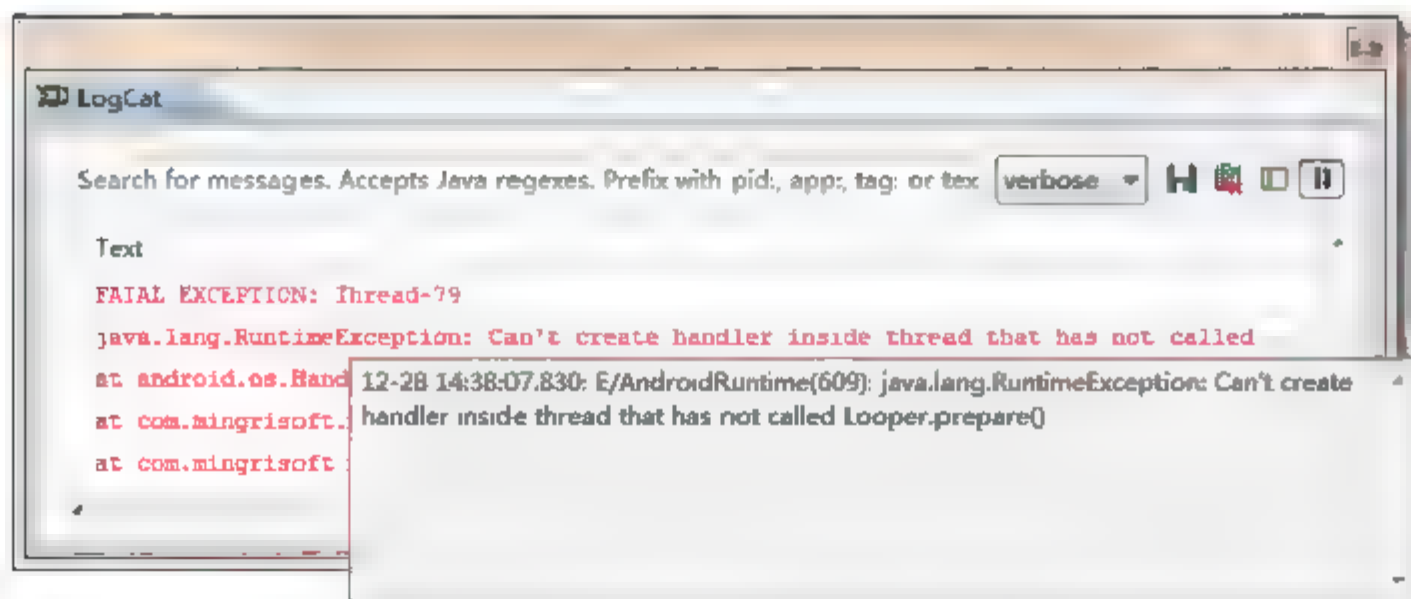 LogCat
Search for messages. Accepts Java regexes. Prefix with pid:, app:, tag: or tex verbose
Text
FATAL EXCEPTION: Thread-79
java.lang.RuntimeException: Can't create handler inside thread that has not called
at android.os.Hand
at com.mingrisoft.
at com.mingrisoft
12-28 14:38:07.830: E/AndroidRuntime(609): java.lang.RuntimeException: Can't create
handler inside thread that has not called Looper.prepare()